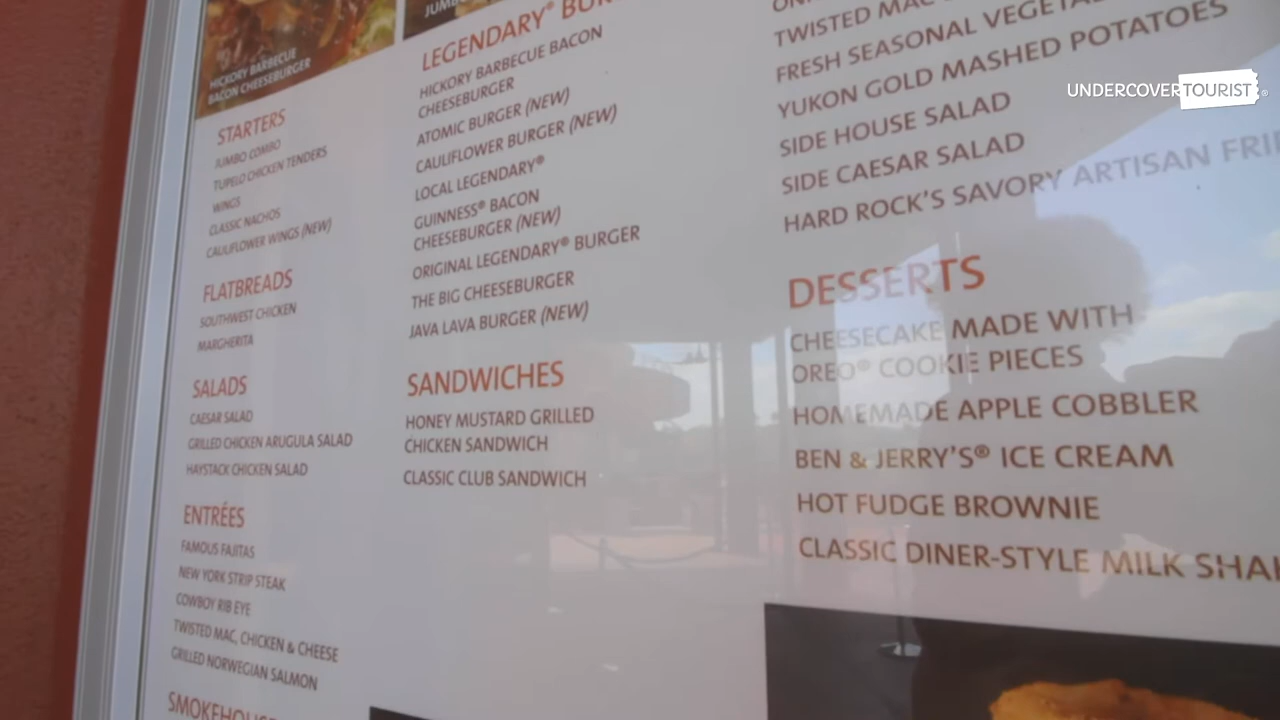 HICKORY BARBECUE
BACON CHEESEBURGER
STARTERS
JUMBO COMBO
TUPELO CHICKEN TENDERS
WINGS
CLASSIC NACHOS
CAULIFLOWER WINGS (NEW)
FLATBREADS
SOUTHWEST CHICKEN
MARGHERITA
SALADS
CAESAR SALAD
GRILLED CHICKEN ARUGULA SALAD
HAYSTACK CHICKEN SALAD
ENTRÉES
FAMOUS FAJITAS
NEW YORK STRIP STEAK
COWBOY RIB EYE
TWISTED MAC, CHICKEN & CHEESE
GRILLED NORWEGIAN SALMON
LEGENDARY®
HICKORY BARBECUE BACON
CHEESEBURGER
ATOMIC BURGER (NEW)
CAULIFLOWER BURGER (NEW)
LOCAL LEGENDARY®
GUINNESS® BACON
CHEESEBURGER (NEW)
ORIGINAL LEGENDARY® BURGER
THE BIG CHEESEBURGER
JAVA LAVA BURGER (NEW)
SANDWICHES
HONEY MUSTARD GRILLED
CHICKEN SANDWICH
CLASSIC CLUB SANDWICH
TWISTED MAC
FRESH SEASONAL
YUKON GOLD MASHED POTATOES
SIDE HOUSE SALAD
SIDE CAESAR SALAD
HARD ROCK'S SAVORY ARTISAN
DESSERTS
CHEESECAKE MADE WITH
OREO® COOKIE PIECES
HOMEMADE APPLE COBBLER
BEN & JERRY'S® ICE CREAM
HOT FUDGE BROWNIE
CLASSIC DINER-STYLE MILK
UNDERCOVER TOURIST®